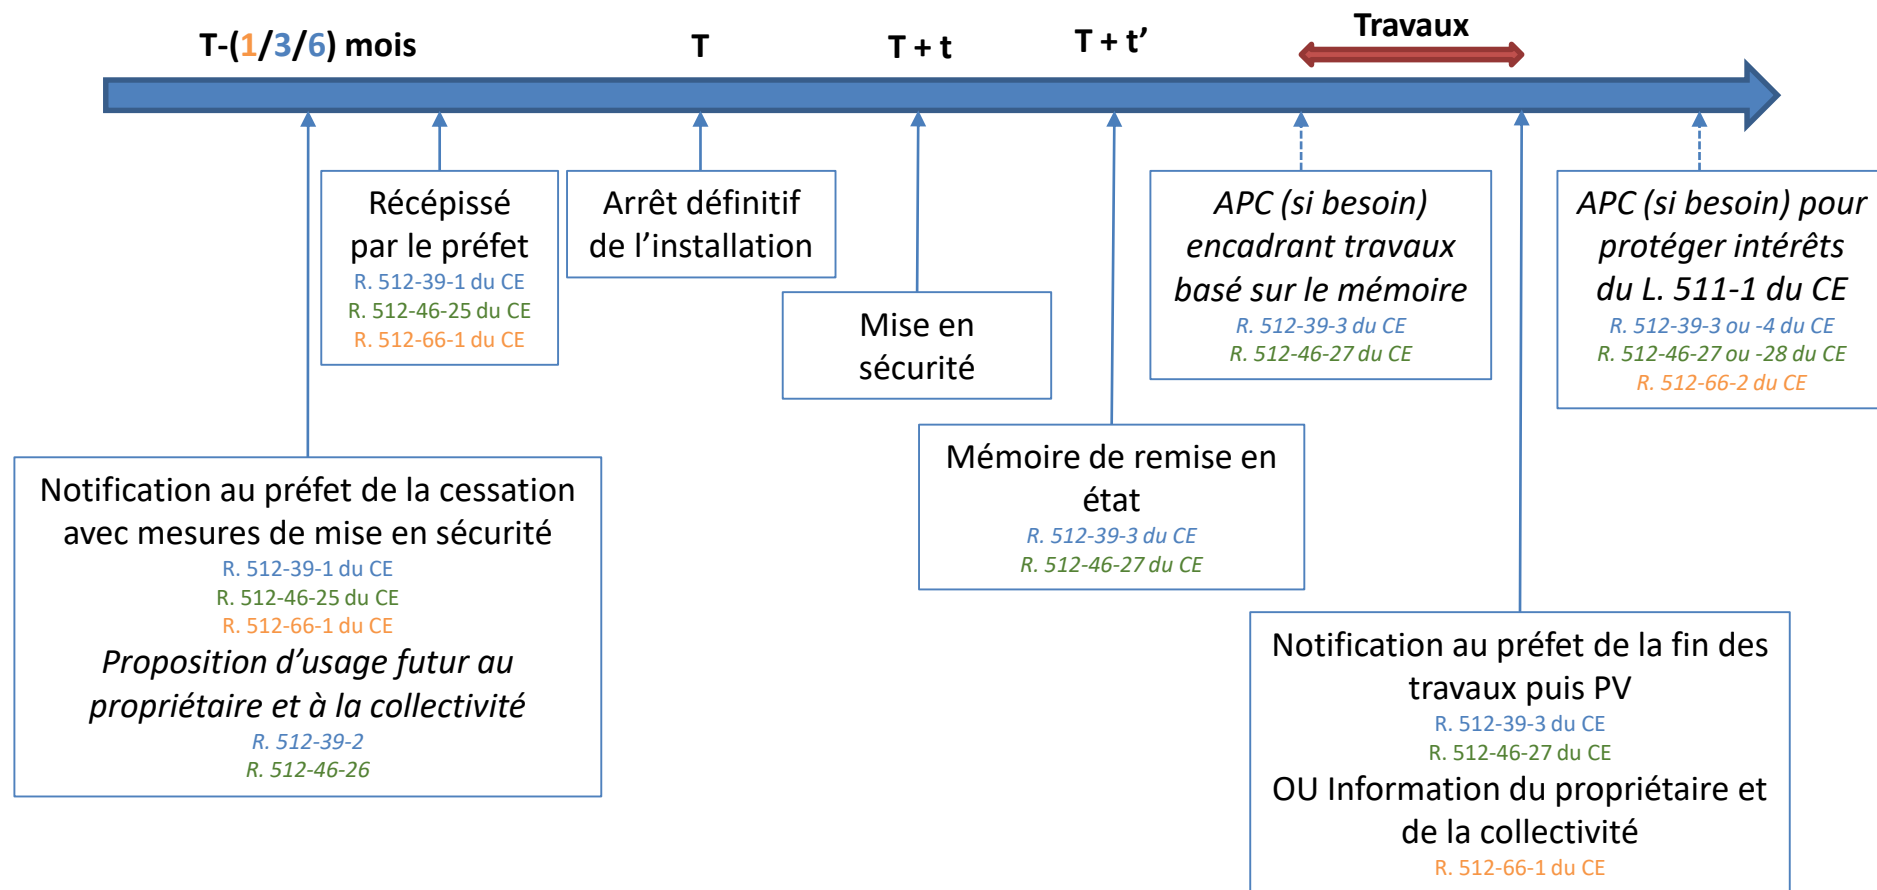 T-(1/3/6) mois
T
T + t
T + t’
Travaux
Récépissé
par le préfet
R. 512-39-1 du CE
R. 512-46-25 du CE
R. 512-66-1 du CE
Arrêt définitif
de l’installation
Mise en
sécurité
APC (si besoin)
encadrant travaux
basé sur le mémoire
R. 512-39-3 du CE
R. 512-46-27 du CE
APC (si besoin) pour
protéger intérêts
du L. 511-1 du CE
R. 512-39-3 ou -4 du CE
R. 512-46-27 ou -28 du CE
R. 512-66-2 du CE
Notification au préfet de la cessation
avec mesures de mise en sécurité
R. 512-39-1 du CE
R. 512-46-25 du CE
R. 512-66-1 du CE
Proposition d’usage futur au
propriétaire et à la collectivité
R. 512-39-2
R. 512-46-26
Mémoire de remise en
état
R. 512-39-3 du CE
R. 512-46-27 du CE
Notification au préfet de la fin des
travaux puis PV
R. 512-39-3 du CE
R. 512-46-27 du CE
OU Information du propriétaire et
de la collectivité
R. 512-66-1 du CE